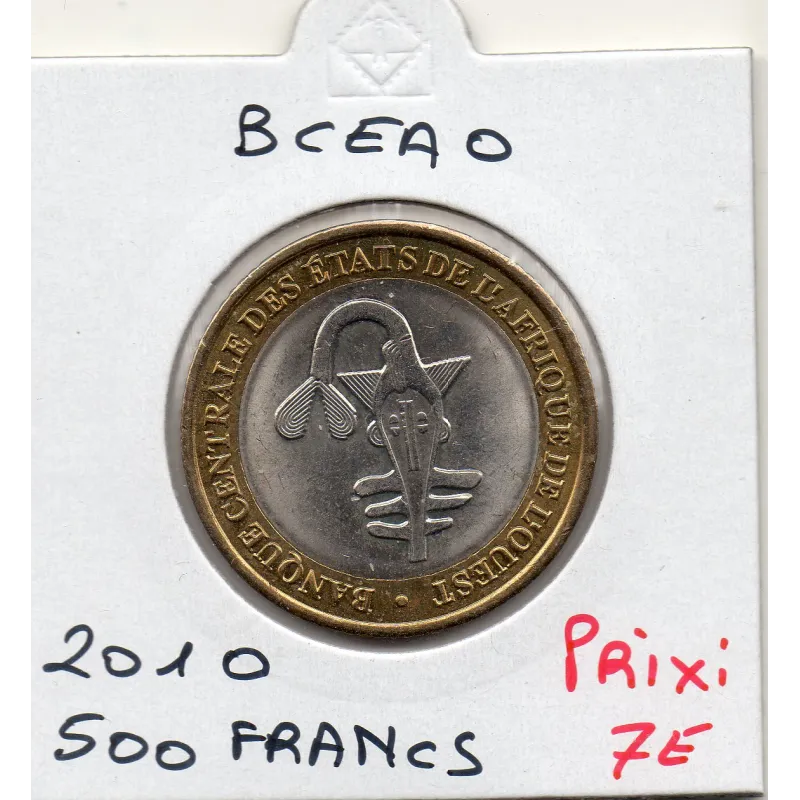 BCEAO
BANQUE CENTRALE DES ÉTATS DE L'AFRIQUE DE L'OUEST •
2010
500 FRANCS
PRixi
7E